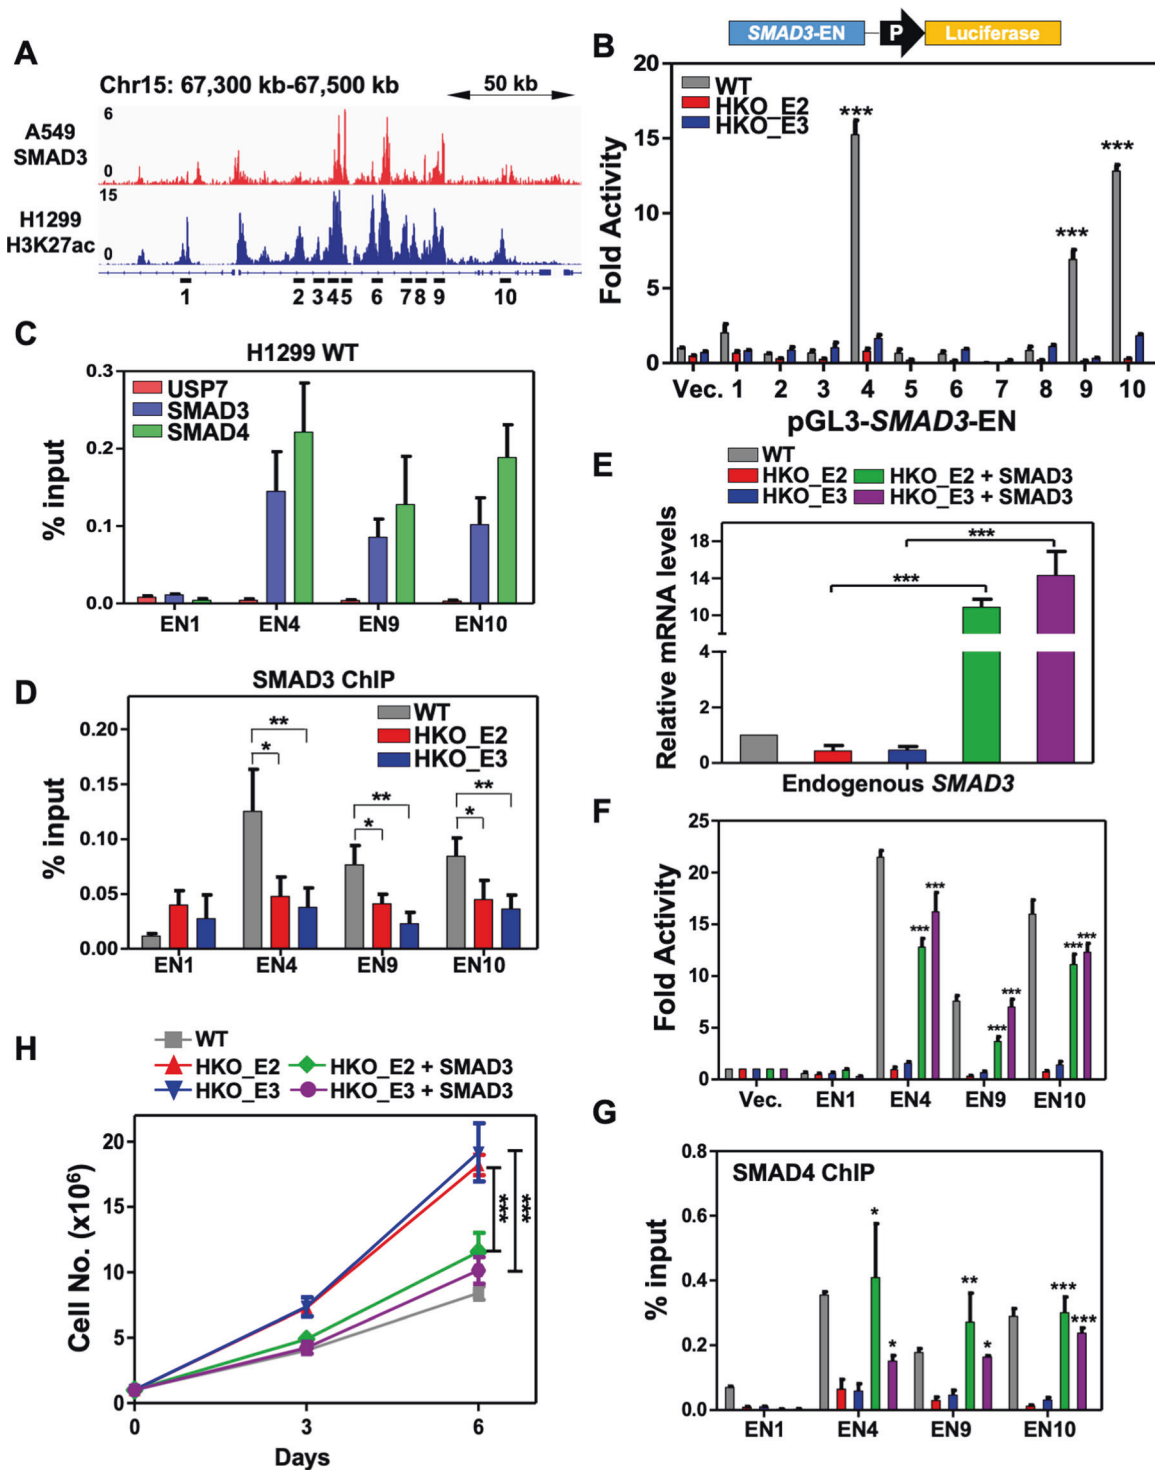 A
Chr15: 67,300 kb-67,500 kb
50 kb
A549
SMAD3
6
0
H1299
H3K27ac
15
0
1 2 3 4 5 6 7 8 9 10
B
SMAD3-EN P Luciferase
WT
HKO_E2
HKO_E3
Fold Activity
20
15
10
5
0
***
***
***
Vec. 1 2 3 4 5 6 7 8 9 10
pGL3-SMAD3-EN
C
H1299 WT
USP7
SMAD3
SMAD4
% input
0.3
0.2
0.1
0.0
EN1 EN4 EN9 EN10
D
SMAD3 ChIP
WT
HKO_E2
HKO_E3
% input
0.20
0.15
0.10
0.05
0.00
**
*
**
*
**
*
EN1 EN4 EN9 EN10
E
WT
HKO_E2 HKO_E2 + SMAD3
HKO_E3 HKO_E3 + SMAD3
Relative mRNA levels
18
14
10
4
2
0
***
***
Endogenous SMAD3
F
Fold Activity
25
20
15
10
5
0
***
***
***
***
***
***
Vec. EN1 EN4 EN9 EN10
G
SMAD4 ChIP
% input
0.8
0.6
0.4
0.2
0.0
*
*
**
*
***
***
EN1 EN4 EN9 EN10
H
WT
HKO_E2 HKO_E2 + SMAD3
HKO_E3 HKO_E3 + SMAD3
Cell No. (x10⁶)
20
15
10
5
0
***
***
0 3 6
Days